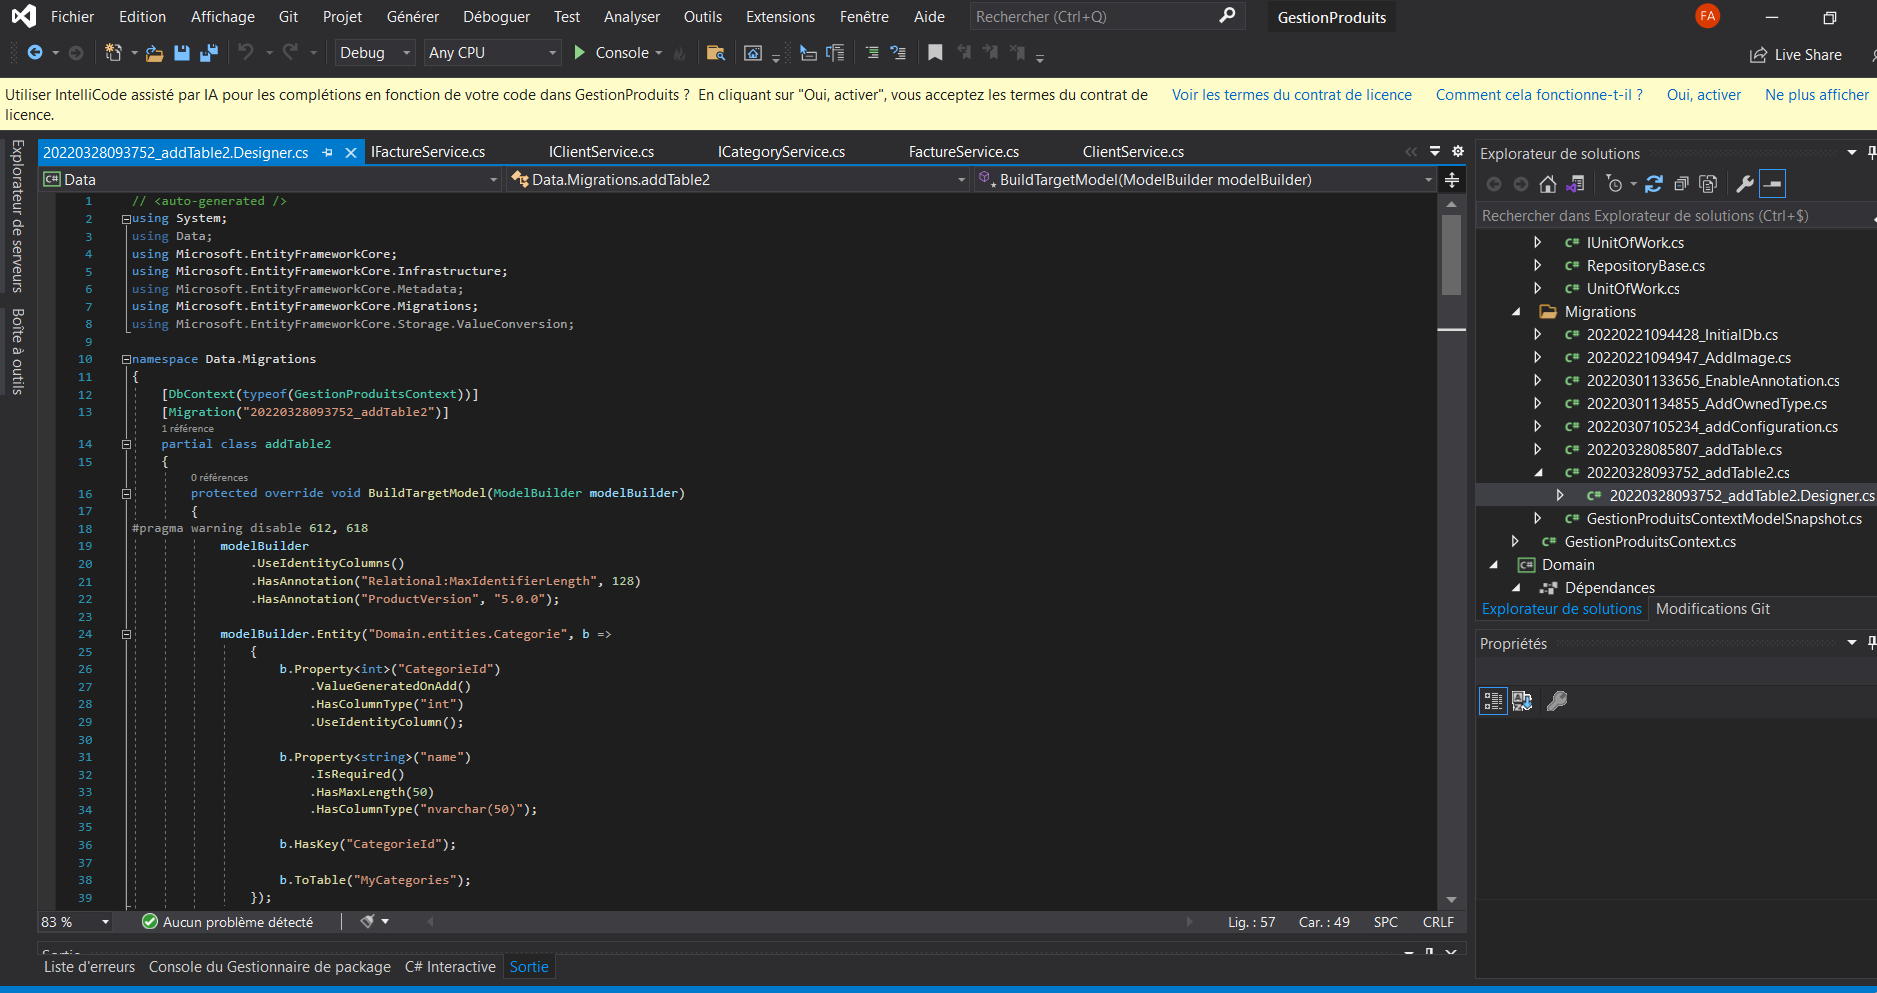 Fichier Edition Affichage Git Projet Générer Déboguer Test Analyser Outils Extensions Fenêtre Aide Rechercher (Ctrl+Q) GestionProduits FA
Debug Any CPU Console Live Share
Utiliser IntelliCode assisté par IA pour les complétions en fonction de votre code dans GestionProduits ? En cliquant sur "Oui, activer", vous acceptez les termes du contrat de
licence.
Voir les termes du contrat de licence Comment cela fonctionne-t-il ? Oui, activer Ne plus afficher
Explorateur de serveurs
Boîte à outils
20220328093752_addTable2.Designer.cs IFactureService.cs IClientService.cs ICategoryService.cs FactureService.cs ClientService.cs
Data Data.Migrations.addTable2 BuildTargetModel(ModelBuilder modelBuilder)
1 // <auto-generated />
2 using System;
3 using Data;
4 using Microsoft.EntityFrameworkCore;
5 using Microsoft.EntityFrameworkCore.Infrastructure;
6 using Microsoft.EntityFrameworkCore.Metadata;
7 using Microsoft.EntityFrameworkCore.Migrations;
8 using Microsoft.EntityFrameworkCore.Storage.ValueConversion;
9
10 namespace Data.Migrations
11 {
12 [DbContext(typeof(GestionProduitsContext))]
13 [Migration("20220328093752_addTable2")]
1 référence
14 partial class addTable2
15 {
0 références
16 protected override void BuildTargetModel(ModelBuilder modelBuilder)
17 {
18 #pragma warning disable 612, 618
19 modelBuilder
20 .UseIdentityColumns()
21 .HasAnnotation("Relational:MaxIdentifierLength", 128)
22 .HasAnnotation("ProductVersion", "5.0.0");
23
24 modelBuilder.Entity("Domain.entities.Categorie", b =>
25 {
26 b.Property<int>("CategorieId")
27 .ValueGeneratedOnAdd()
28 .HasColumnType("int")
29 .UseIdentityColumn();
30
31 b.Property<string>("name")
32 .IsRequired()
33 .HasMaxLength(50)
34 .HasColumnType("nvarchar(50)");
35
36 b.HasKey("CategorieId");
37
38 b.ToTable("MyCategories");
39 });
83 % Aucun problème détecté Lig. : 57 Car. : 49 SPC CRLF
Sortie
Liste d'erreurs Console du Gestionnaire de package C# Interactive Sortie
Explorateur de solutions
Rechercher dans Explorateur de solutions (Ctrl+$)
C# IUnitOfWork.cs
C# RepositoryBase.cs
C# UnitOfWork.cs
Migrations
C# 20220221094428_InitialDb.cs
C# 20220221094947_AddImage.cs
C# 20220301133656_EnableAnnotation.cs
C# 20220301134855_AddOwnedType.cs
C# 20220307105234_addConfiguration.cs
C# 20220328085807_addTable.cs
C# 20220328093752_addTable2.cs
C# 20220328093752_addTable2.Designer.cs
C# GestionProduitsContextModelSnapshot.cs
C# GestionProduitsContext.cs
C# Domain
Dépendances
Explorateur de solutions Modifications Git
Propriétés